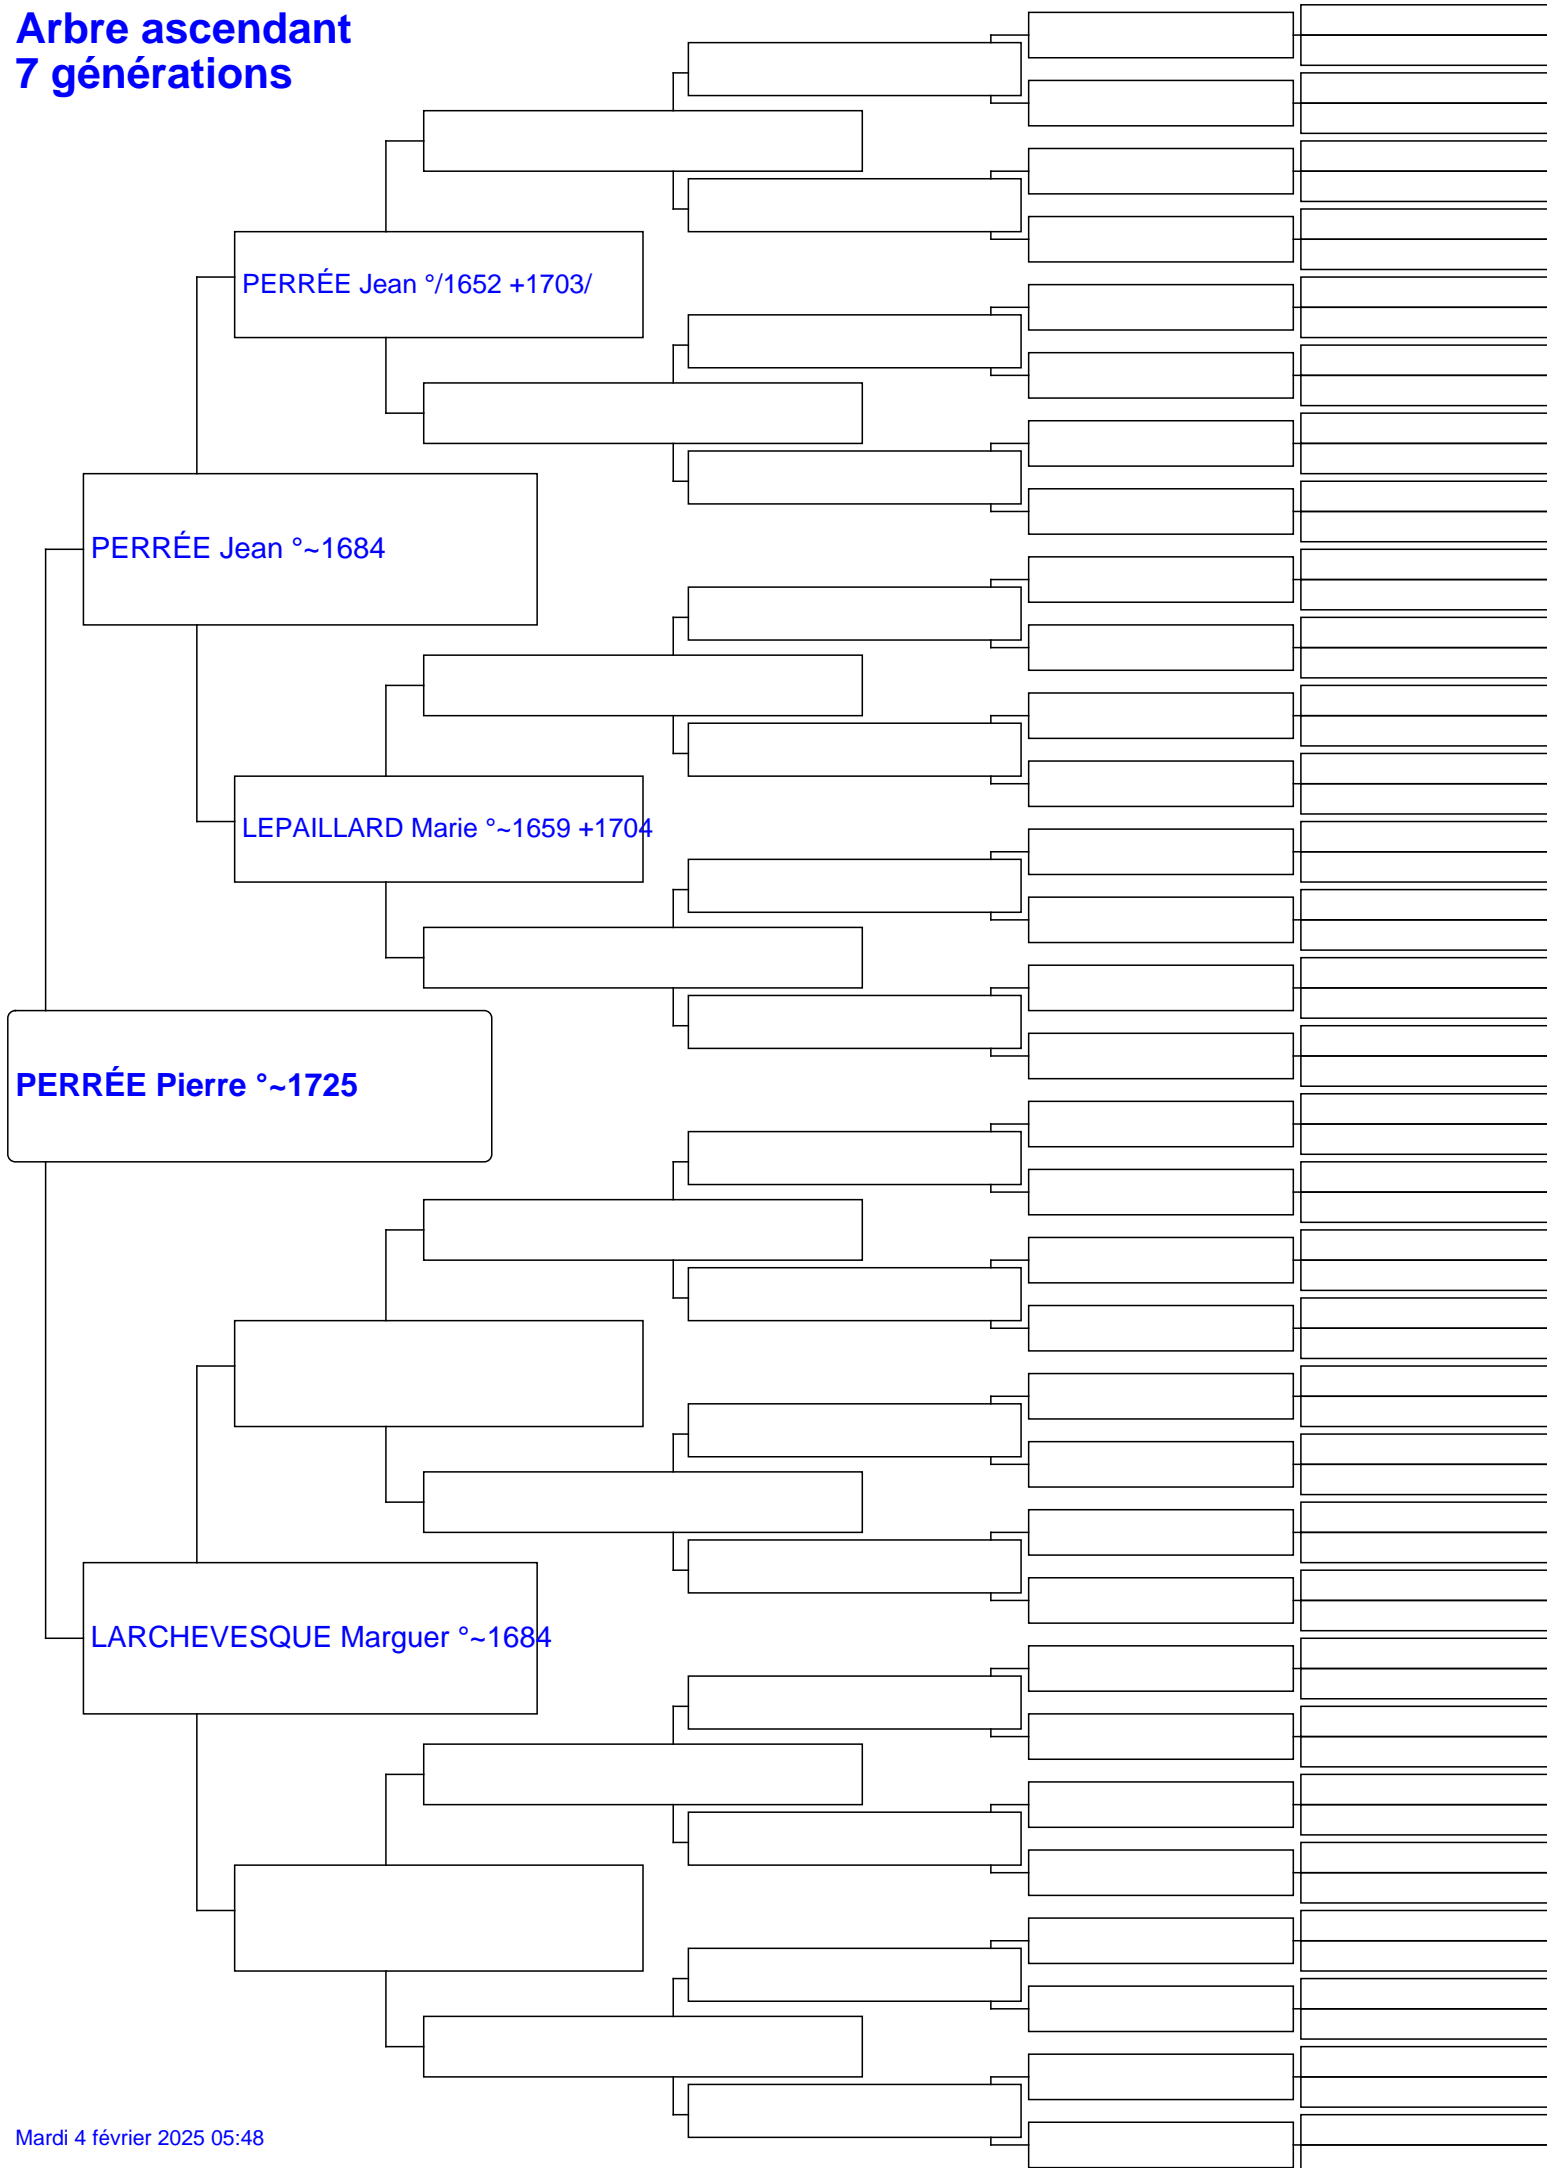 Arbre ascendant
7 générations
PERRÉE Jean °/1652 +1703/
PERRÉE Jean °~1684
LEPAILLARD Marie °~1659 +1704
PERRÉE Pierre °~1725
LARCHEVESQUE Marguer °~1684
Mardi 4 février 2025 05:48